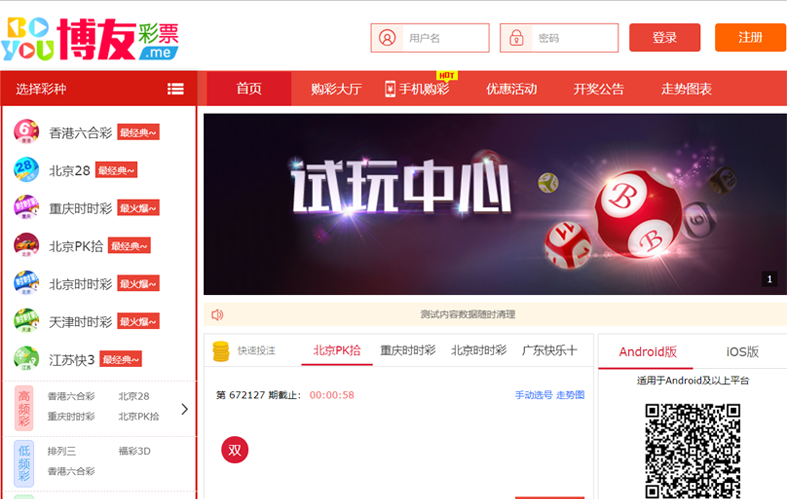 BOYOU 博友 彩票 .me
用户名
密码
登录
注册
选择彩种
首页
购彩大厅
手机购彩 HOT
优惠活动
开奖公告
走势图表
6 香港六合彩 最经典~
28 北京28 最经典~
重庆时时彩 最火爆~
北京PK拾 最经典~
北京时时彩 最火爆~
天津时时彩 最火爆~
江苏快3 最经典~
高频彩
香港六合彩 北京28
重庆时时彩 北京PK拾
低频彩
排列三 福彩3D
香港六合彩
试玩中心
B
B
11
6
1
测试内容数据随时清理
快速投注
北京PK拾
重庆时时彩
北京时时彩
广东快乐十
第 672127 期截止: 00:00:58
手动选号 走势图
双
Android版
iOS版
适用于Android及以上平台